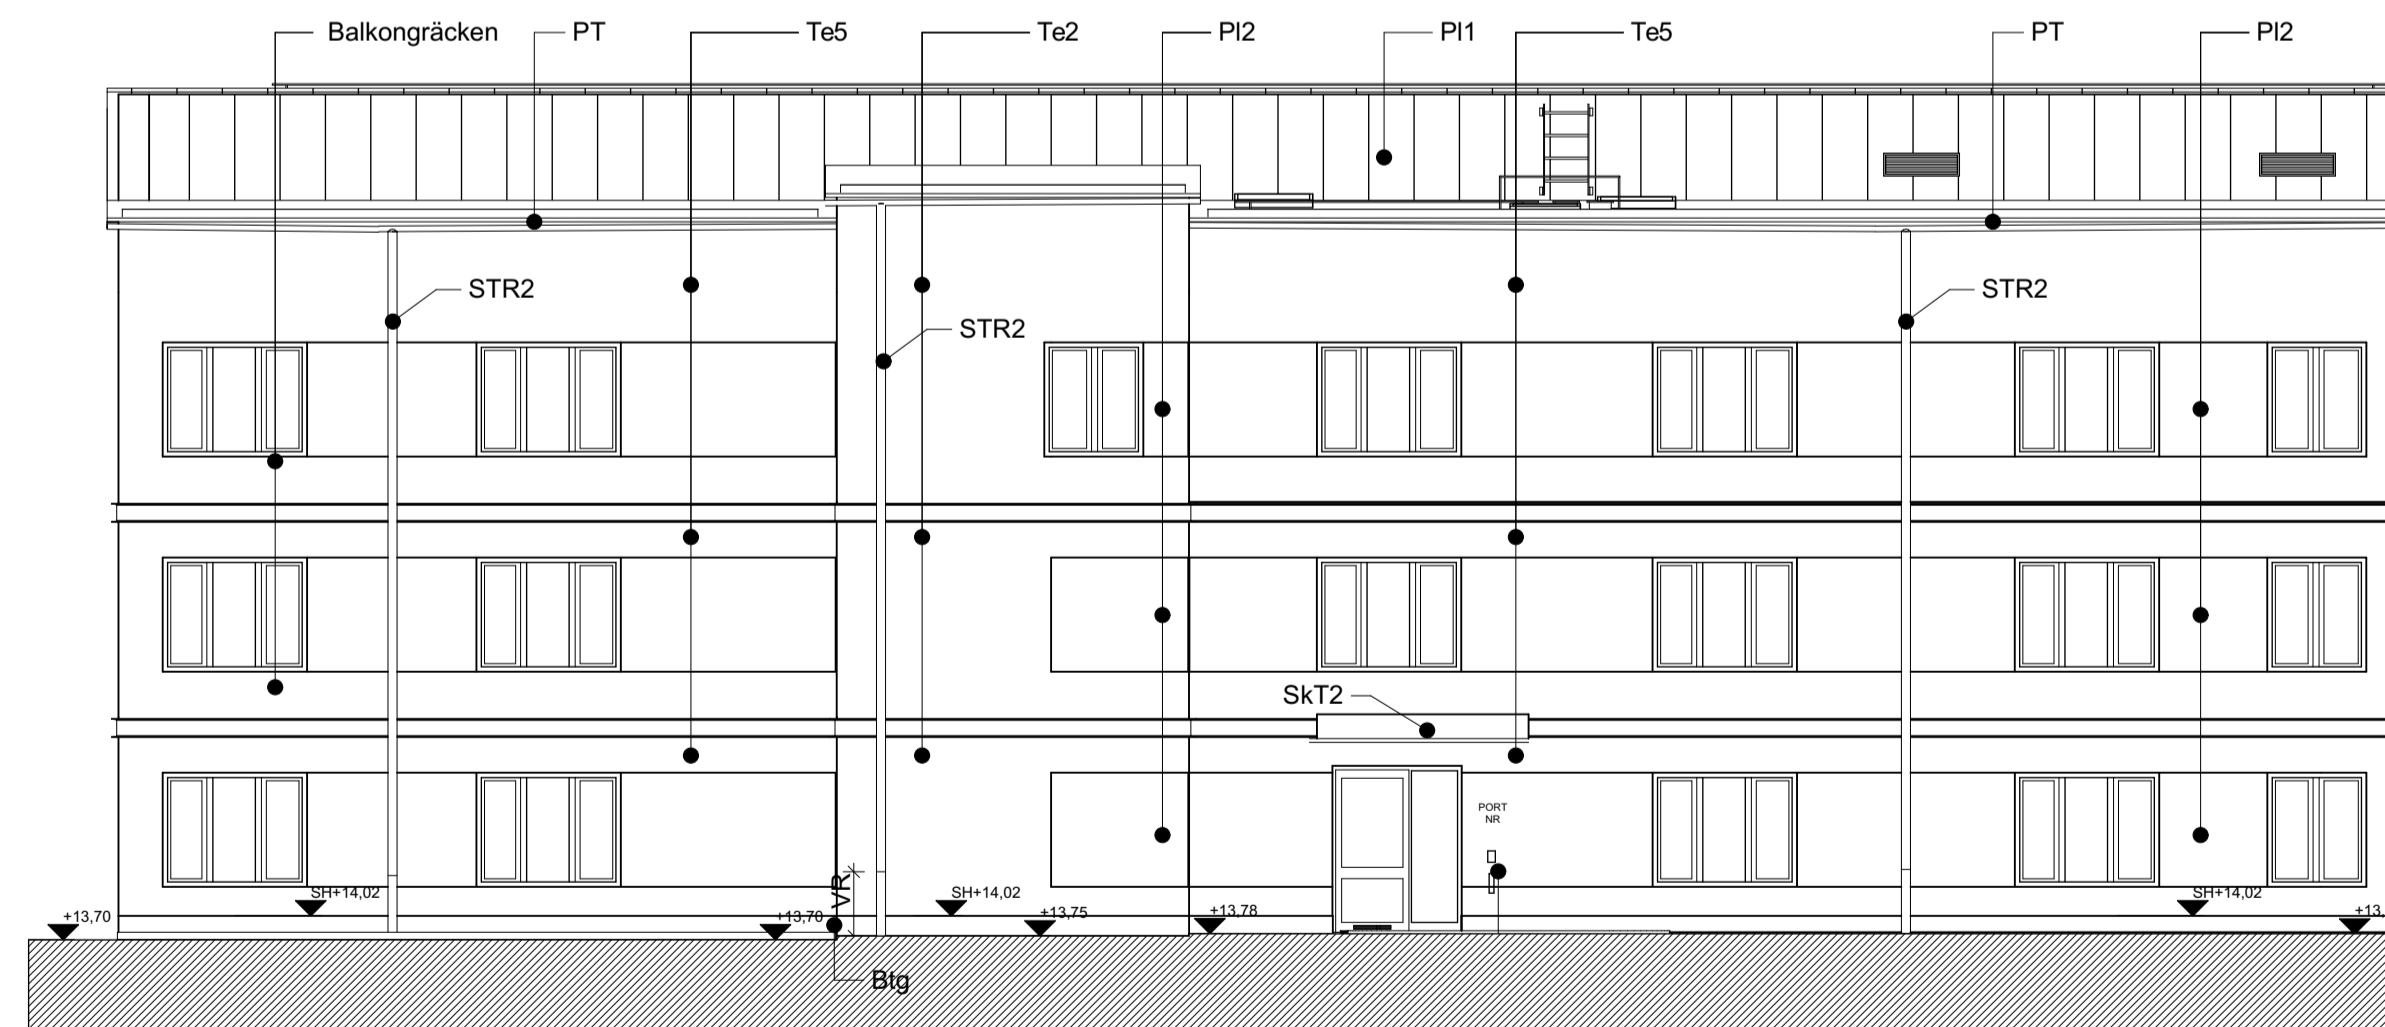 Balkongräcken
PT
Te5
Te2
Pl2
Pl1
Te5
PT
Pl2
STR2
STR2
STR2
SkT2
PORT
NR
VR
SH+14,02
SH+14,02
SH+14,02
+13,70
+13,70
+13,75
+13,78
+13,
Btg